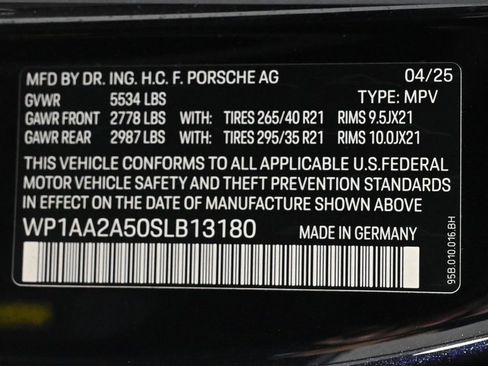 MFD BY DR. ING. H.C. F. PORSCHE AG 04/25
GVWR 5534 LBS TYPE: MPV
GAWR FRONT 2778 LBS WITH: TIRES 265/40 R21 RIMS 9.5JX21
GAWR REAR 2987 LBS WITH: TIRES 295/35 R21 RIMS 10.0JX21
THIS VEHICLE CONFORMS TO ALL APPLICABLE U.S.FEDERAL
MOTOR VEHICLE SAFETY AND THEFT PREVENTION STANDARDS
IN EFFECT ON THE DATE OF MANUFACTURE SHOWN ABOVE
WP1AA2A50SLB13180 MADE IN GERMANY
95B.010.016.BH